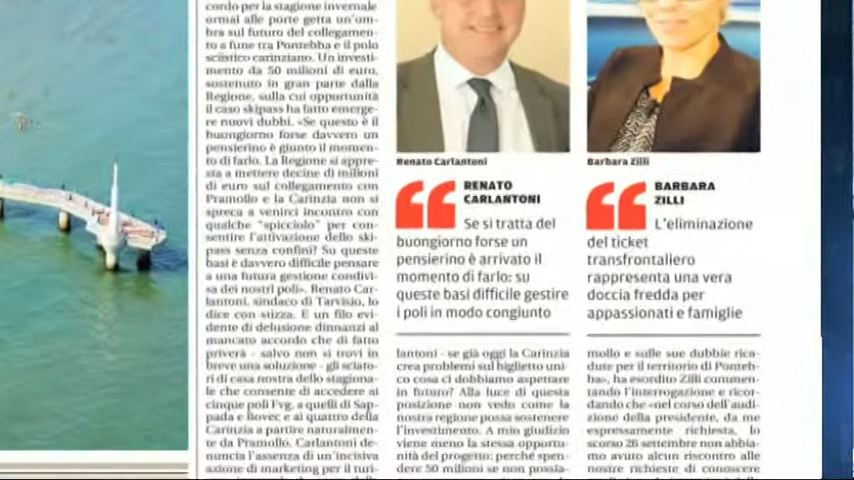 cordo per la stagione invernale
ormai alle porte getta un'om-
bra sul futuro del collegamen-
to a fune tra Pontebba e il polo
sciistico carinziano. Un investi-
mento da 50 milioni di euro,
sostenuto in gran parte dalla
Regione, sulla cui opportunità
il caso skipass ha fatto emerge-
re nuovi dubbi. «Se questo è il
buongiorno forse davvero un
pensierino è giunto il momen-
to di farlo. La Regione si appre-
sta a mettere decine di milioni
di euro sul collegamento con
Pramollo e la Carinzia non si
spreca a venirci incontro con
qualche "spicciolo" per con-
sentire l'attivazione dello ski-
pass senza confini? Su queste
basi è davvero difficile pensare
a una futura gestione condivi-
sa dei nostri poli». Renato Car-
lantoni, sindaco di Tarvisio, lo
dice con stizza. E un filo evi-
dente di delusione dinnanzi al
mancato accordo che di fatto
priverà - salvo non si trovi in
breve una soluzione - gli sciato-
ri di casa nostra dello stagiona-
le che consente di accedere ai
cinque poli Fvg, a quelli di Sap-
pada e Bovec e ai quattro della
Carinzia a partire naturalmen-
te da Pramollo. Carlantoni de-
nuncia l'assenza di un'incisiva
azione di marketing per il turi-
Renato Carlantoni
RENATO
CARLANTONI
Se si tratta del
buongiorno forse un
pensierino è arrivato il
momento di farlo: su
queste basi difficile gestire
i poli in modo congiunto
lantoni - se già oggi la Carinzia
crea problemi sul biglietto uni-
co cosa ci dobbiamo aspettare
in futuro? Alla luce di questa
posizione non vedo come la
nostra regione possa sostenere
l'investimento. A mio giudizio
viene meno la stessa opportu-
nità del progetto: perché spen-
dere 50 milioni se non possia-
Barbara Zilli
BARBARA
ZILLI
L'eliminazione
del ticket
transfrontaliero
rappresenta una vera
doccia fredda per
appassionati e famiglie
mollo e sulle sue dubbie rica-
dute per il territorio di Ponteb-
ba», ha esordito Zilli commen-
tando l'interrogazione e ricor-
dando che «nel corso dell'audi-
zione della presidente, da me
espressamente richiesta, lo
scorso 26 settembre non abbia-
mo avuto alcun riscontro alle
nostre richieste di conoscere